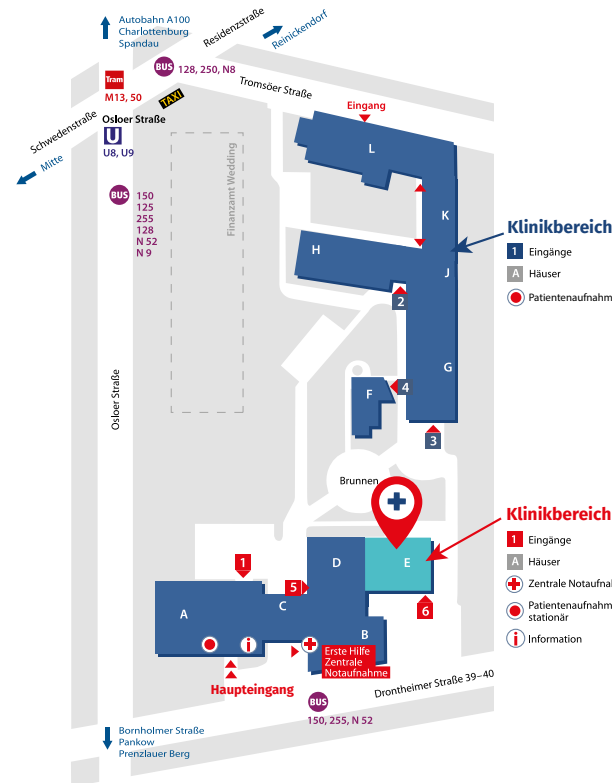 Autobahn A100
Charlottenburg
Spandau
Residenzstraße
Reinickendorf
BUS
128, 250, N8
Tram
M13, 50
TAXI
Tromsöer Straße
Schwedenstraße
Osloer Straße
U
U8, U9
Mitte
BUS
150
125
255
128
N 52
N 9
Finanzamt Wedding
Eingang
L
K
H
J
2
G
F
4
3
Klinikbereich
1 Eingänge
A Häuser
Patientenaufnahm
Osloer Straße
Brunnen
Klinikbereich
1 Eingänge
A Häuser
Zentrale Notaufnal
Patientenaufnahm
stationär
i Information
1
D
E
5
C
6
A
B
i
Erste Hilfe
Zentrale
Notaufnahme
Haupteingang
Drontheimer Straße 39–40
BUS
150, 255, N 52
Bornholmer Straße
Pankow
Prenzlauer Berg